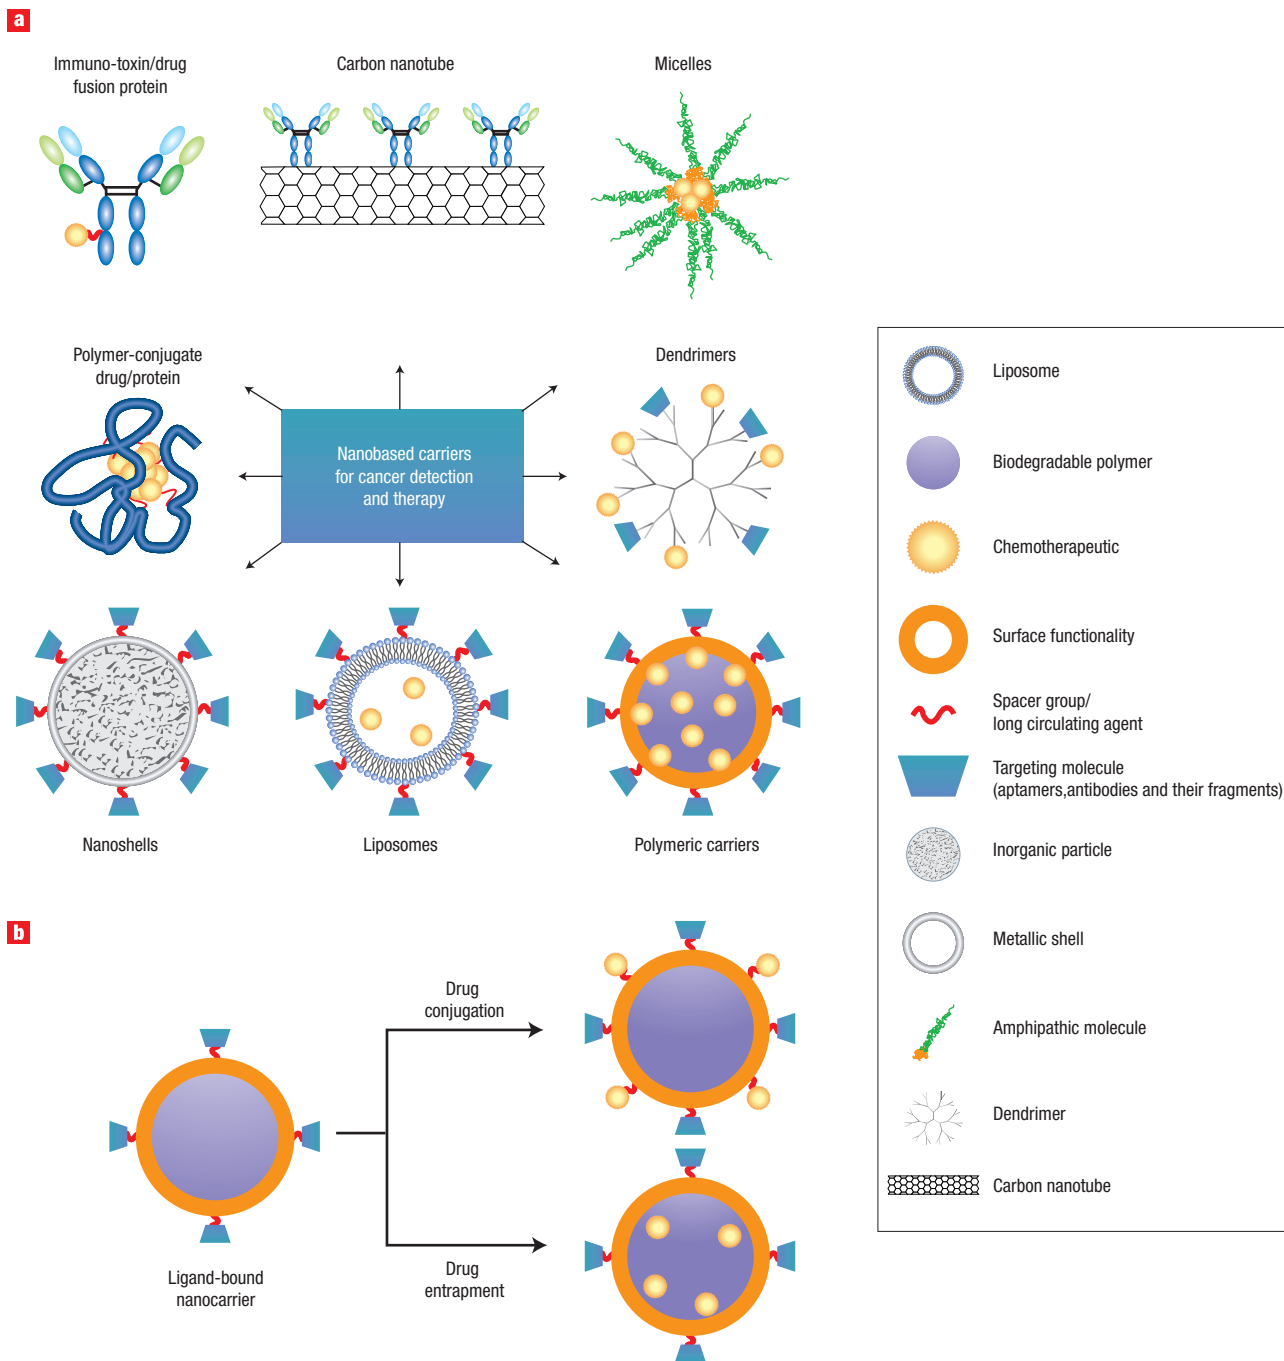 a
Immuno-toxin/drug
fusion protein
Carbon nanotube
Micelles
Polymer-conjugate
drug/protein
Nanobased carriers
for cancer detection
and therapy
Dendrimers
Nanoshells
Liposomes
Polymeric carriers
Liposome
Biodegradable polymer
Chemotherapeutic
Surface functionality
Spacer group/
long circulating agent
Targeting molecule
(aptamers,antibodies and their fragments)
Inorganic particle
Metallic shell
Amphipathic molecule
Dendrimer
Carbon nanotube
b
Ligand-bound
nanocarrier
Drug
conjugation
Drug
entrapment